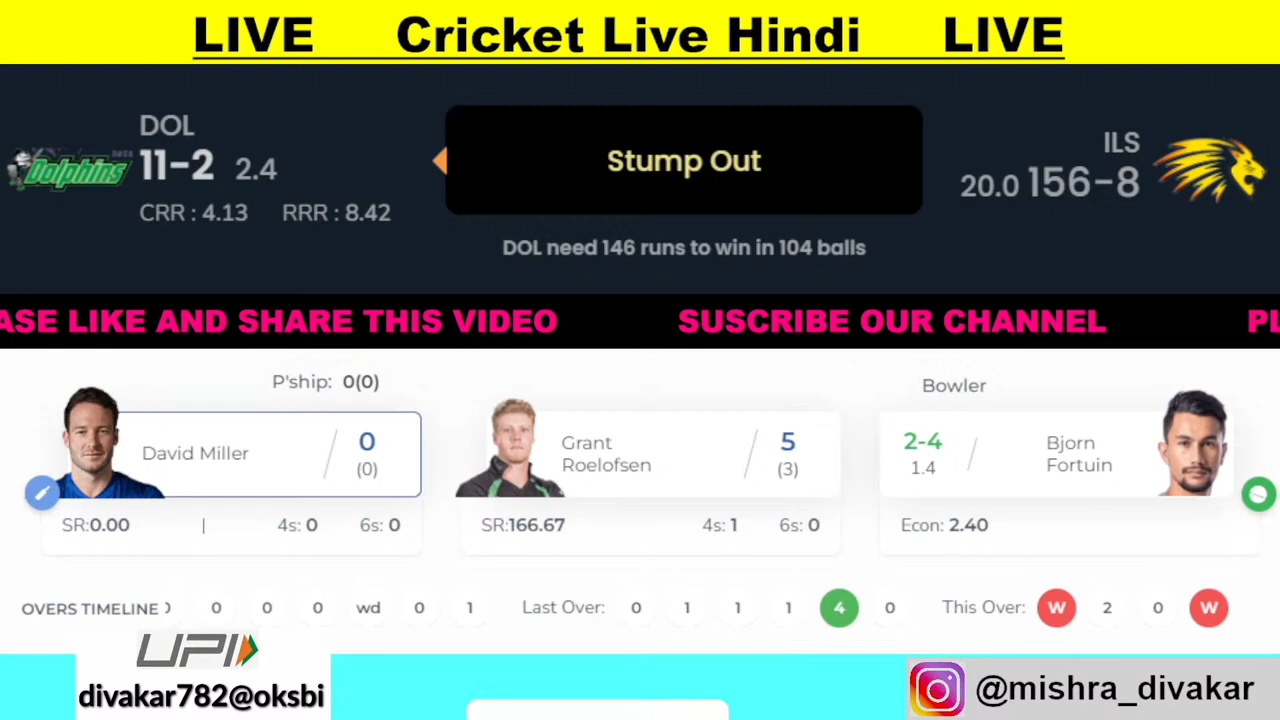 LIVE Cricket Live Hindi LIVE
DOL
11-2 2.4
CRR : 4.13 RRR : 8.42
Dolphins
Stump Out
DOL need 146 runs to win in 104 balls
ILS
20.0 156-8
ASE LIKE AND SHARE THIS VIDEO SUSCRIBE OUR CHANNEL PL
P'ship: 0(0)
David Miller 0
(0)
SR:0.00 | 4s: 0 6s: 0
Grant
Roelofsen
5
(3)
SR:166.67 4s: 1 6s: 0
Bowler
2-4
1.4
Bjorn
Fortuin
Econ: 2.40
OVERS TIMELINE 0 0 0 wd 0 1 Last Over: 0 1 1 1 4 0 This Over: W 2 0 W
UPI
divakar782@oksbi
@mishra_divakar